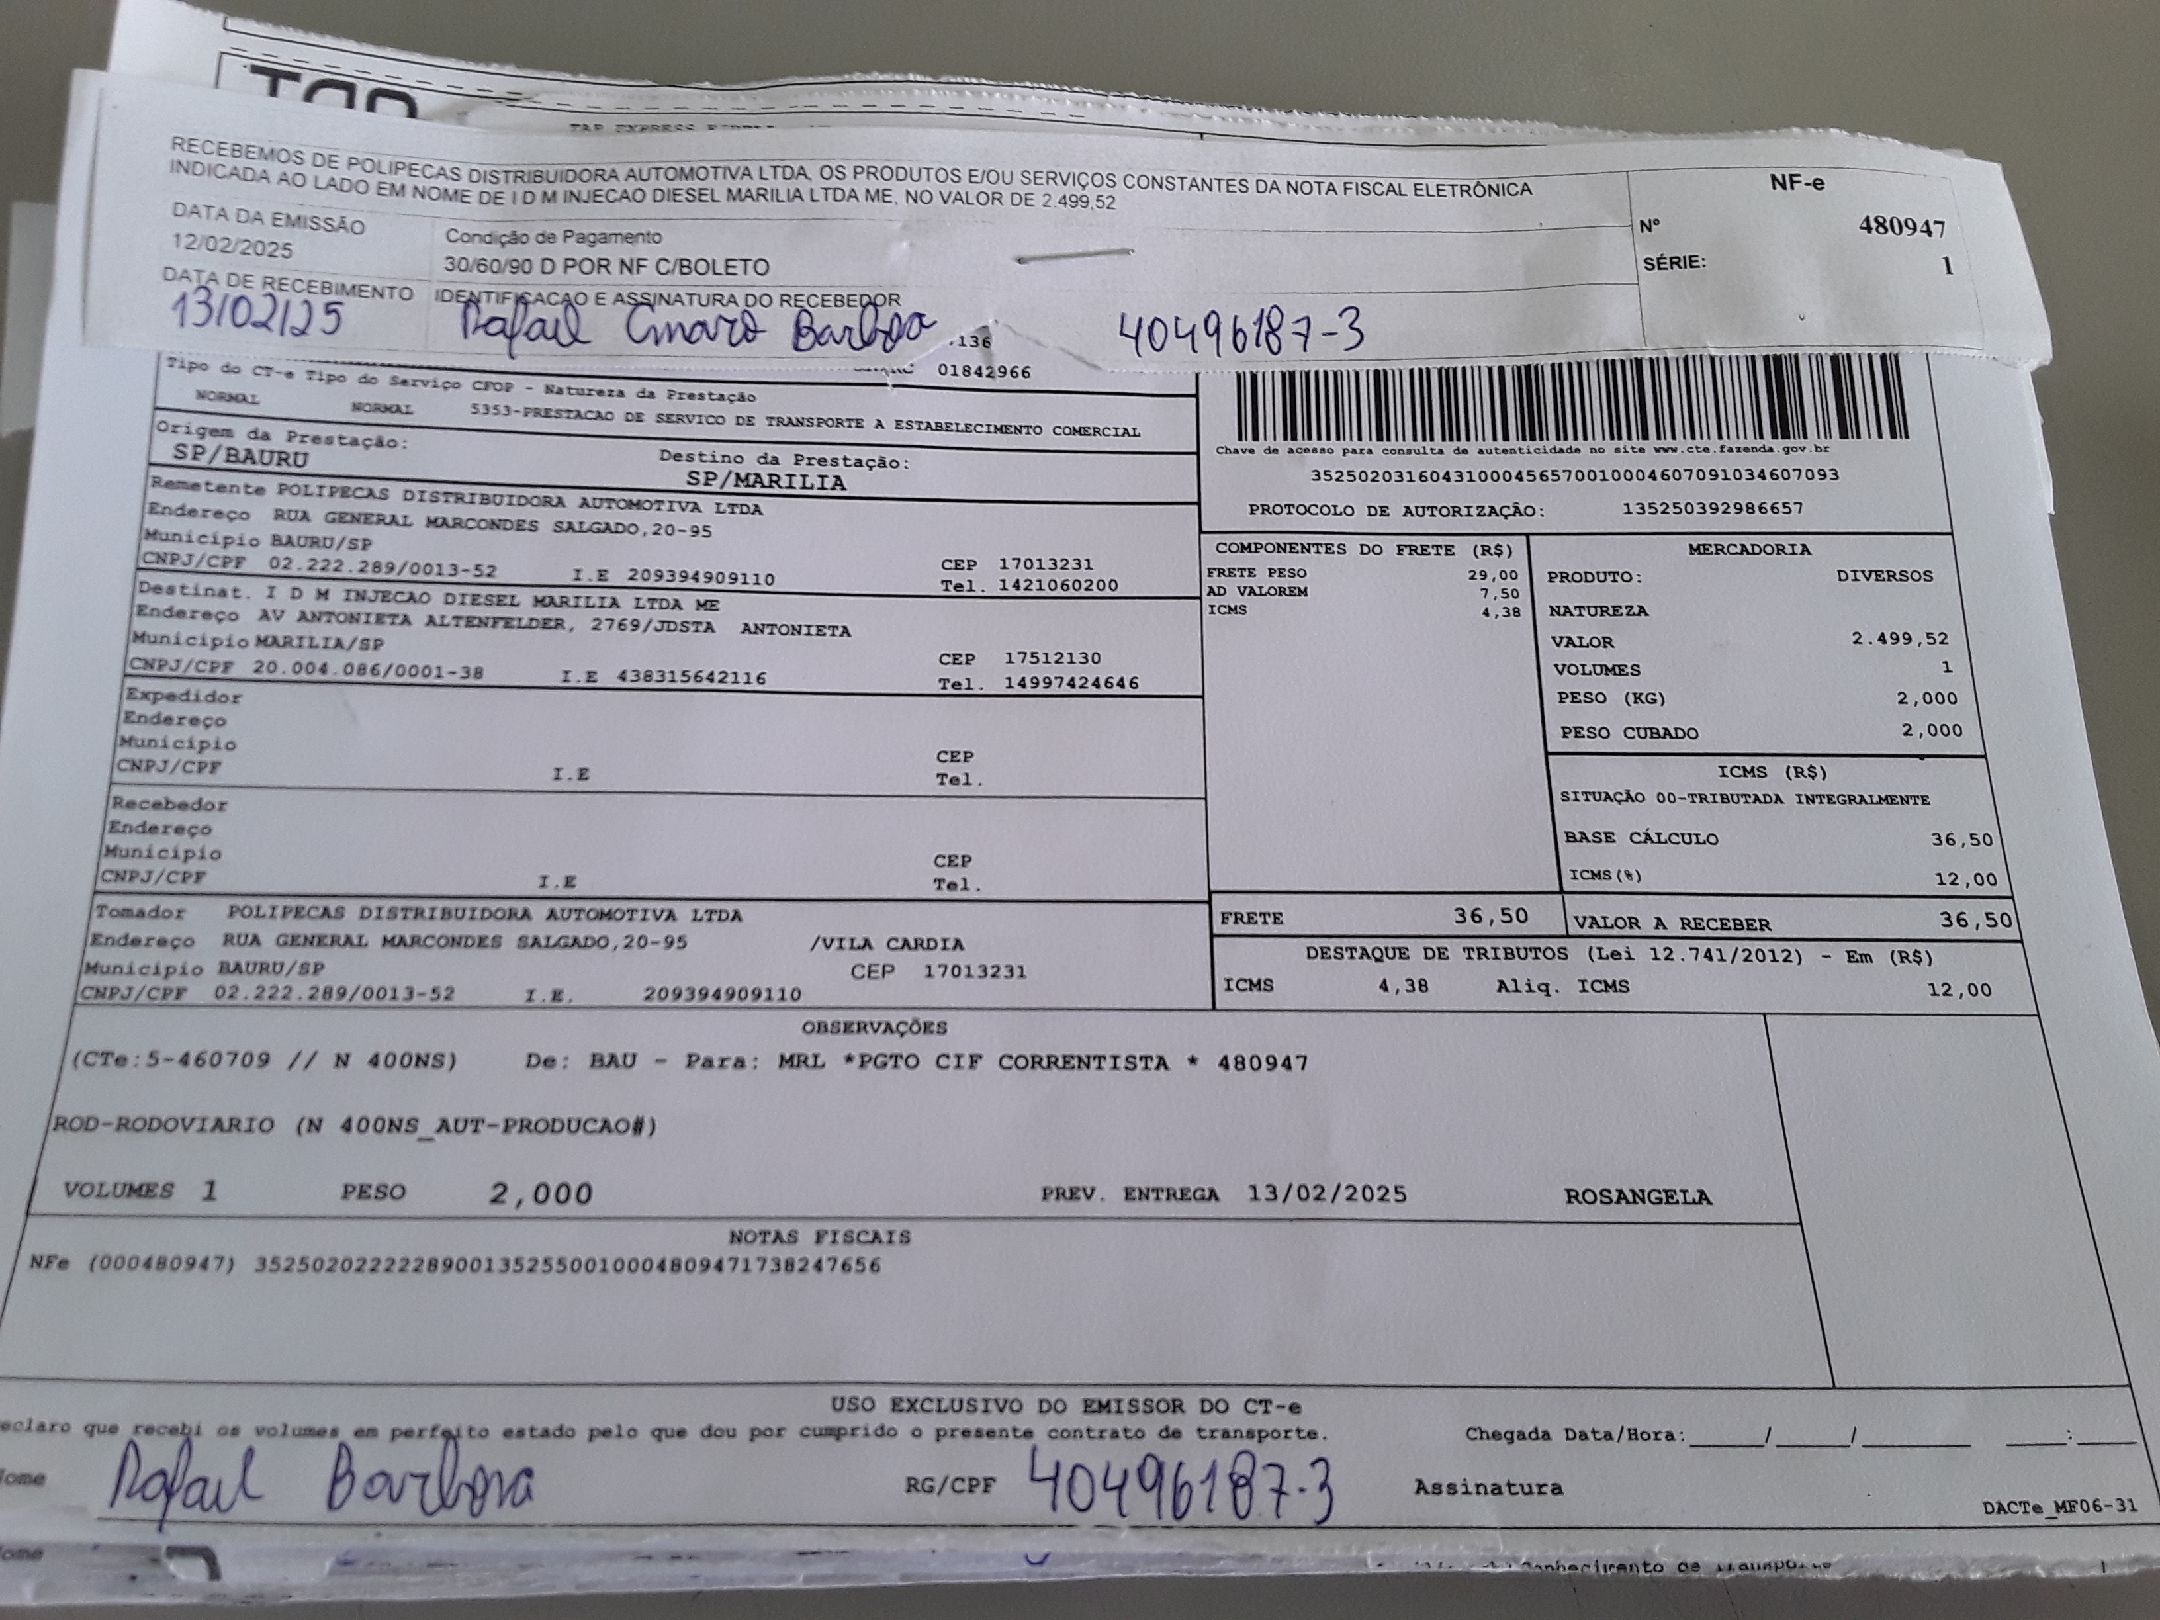 RECEBEMOS DE POLIPECAS DISTRIBUIDORA AUTOMOTIVA LTDA, OS PRODUTOS E/OU SERVIÇOS CONSTANTES DA NOTA FISCAL ELETRÔNICA
INDICADA AO LADO EM NOME DE I D M INJECAO DIESEL MARILIA LTDA ME, NO VALOR DE 2.499,52
NF-e
Nº 480947
SÉRIE: 1
DATA DA EMISSÃO
12/02/2025
Condição de Pagamento
30/60/90 D POR NF C/BOLETO
DATA DE RECEBIMENTO
13/02/25
IDENTIFICACAO E ASSINATURA DO RECEBEDOR
Rafael Barbosa 40496187-3
01842966
Tipo do CT-e Tipo do Serviço CFOP - Natureza da Prestação
NORMAL NORMAL 5353-PRESTACAO DE SERVICO DE TRANSPORTE A ESTABELECIMENTO COMERCIAL
Origem da Prestação:
SP/BAURU
Destino da Prestação:
SP/MARILIA
Chave de acesso para consulta de autenticidade no site www.cte.fazenda.gov.br
35250203160431000456570010004607091034607093
PROTOCOLO DE AUTORIZAÇÃO: 135250392986657
Remetente POLIPECAS DISTRIBUIDORA AUTOMOTIVA LTDA
Endereço RUA GENERAL MARCONDES SALGADO,20-95
Município BAURU/SP CEP 17013231
CNPJ/CPF 02.222.289/0013-52 I.E 209394909110 Tel. 1421060200
Destinat. I D M INJECAO DIESEL MARILIA LTDA ME
Endereço AV ANTONIETA ALTENFELDER, 2769/JDSTA ANTONIETA
Município MARILIA/SP CEP 17512130
CNPJ/CPF 20.004.086/0001-38 I.E 438315642116 Tel. 14997424646
Expedidor
Endereço
Município CEP
CNPJ/CPF I.E Tel.
Recebedor
Endereço
Município CEP
CNPJ/CPF I.E Tel.
Tomador POLIPECAS DISTRIBUIDORA AUTOMOTIVA LTDA
Endereço RUA GENERAL MARCONDES SALGADO,20-95 /VILA CARDIA
Município BAURU/SP CEP 17013231
CNPJ/CPF 02.222.289/0013-52 I.E. 209394909110
COMPONENTES DO FRETE (R$)
FRETE PESO 29,00
AD VALOREM 7,50
ICMS 4,38
MERCADORIA
PRODUTO: DIVERSOS
NATUREZA
VALOR 2.499,52
VOLUMES 1
PESO (KG) 2,000
PESO CUBADO 2,000
ICMS (R$)
SITUAÇÃO 00-TRIBUTADA INTEGRALMENTE
BASE CÁLCULO 36,50
ICMS(%) 12,00
FRETE 36,50 VALOR A RECEBER 36,50
DESTAQUE DE TRIBUTOS (Lei 12.741/2012) - Em (R$)
ICMS 4,38 Aliq. ICMS 12,00
OBSERVAÇÕES
(CTe:5-460709 // N 400NS) De: BAU - Para: MRL *PGTO CIF CORRENTISTA * 480947
ROD-RODOVIARIO (N 400NS_AUT-PRODUCAO#)
VOLUMES 1 PESO 2,000 PREV. ENTREGA 13/02/2025 ROSANGELA
NOTAS FISCAIS
NFe (000480947) 35250202222289001352550010004809471738247656
USO EXCLUSIVO DO EMISSOR DO CT-e
eclaro que recebi os volumes em perfeito estado pelo que dou por cumprido o presente contrato de transporte. Chegada Data/Hora:_____/_____/_______ ____:____
ome Rafael Barbosa RG/CPF 40496187-3 Assinatura
DACTe_MF06-31